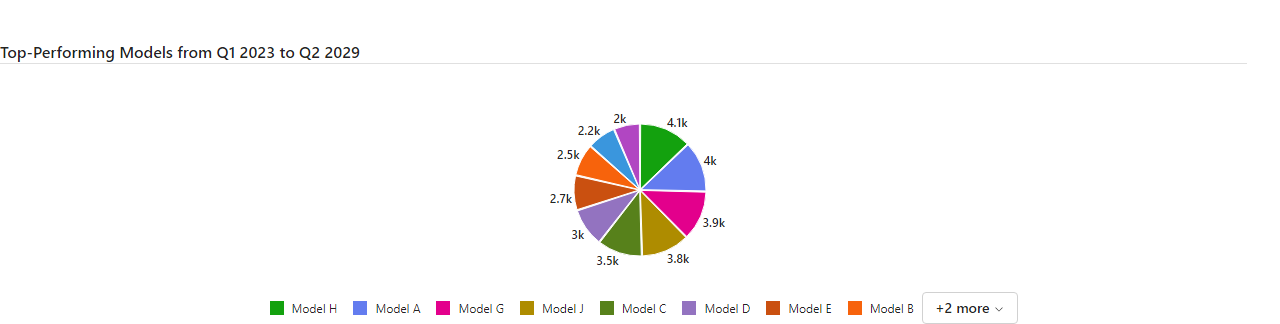 Top-Performing Models from Q1 2023 to Q2 2029
2k
4.1k
2.2k
2.5k
4k
2.7k
3.9k
3k
3.5k
3.8k
Model H Model A Model G Model J Model C Model D Model E Model B +2 more